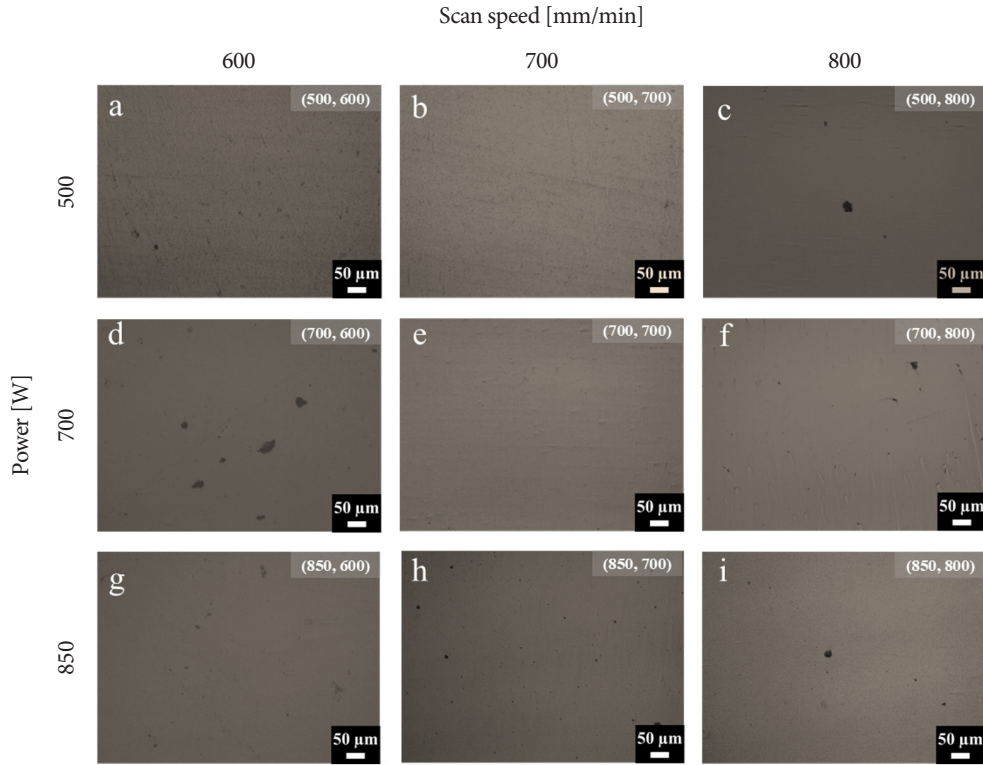 Scan speed [mm/min]
600 700 800
Power [W]
500
a (500, 600) 50 µm
b (500, 700) 50 µm
c (500, 800) 50 µm
700
d (700, 600) 50 µm
e (700, 700) 50 µm
f (700, 800) 50 µm
850
g (850, 600) 50 µm
h (850, 700) 50 µm
i (850, 800) 50 µm